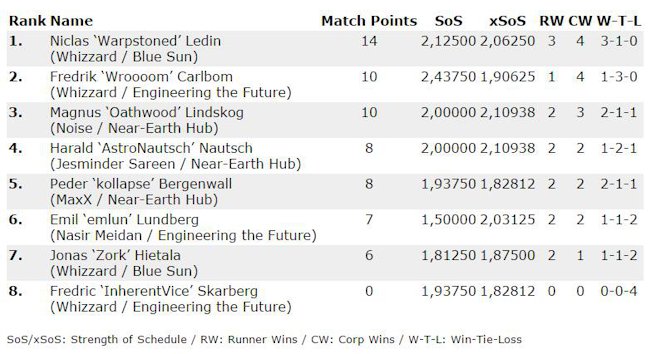 Rank Name Match Points SoS xSoS RW CW W-T-L
1. Niclas ‘Warpstoned’ Ledin 14 2,12500 2,06250 3 4 3-1-0
(Whizzard / Blue Sun)
2. Fredrik ‘Wroooom’ Carlbom 10 2,43750 1,90625 1 4 1-3-0
(Whizzard / Engineering the Future)
3. Magnus ‘Oathwood’ Lindskog 10 2,00000 2,10938 2 3 2-1-1
(Noise / Near-Earth Hub)
4. Harald ‘AstroNautsch’ Nautsch 8 2,00000 2,10938 2 2 1-2-1
(Jesminder Sareen / Near-Earth Hub)
5. Peder ‘kollapse’ Bergenwall 8 1,93750 1,82812 2 2 2-1-1
(MaxX / Near-Earth Hub)
6. Emil ‘emlun’ Lundberg 7 1,50000 2,03125 2 2 1-1-2
(Nasir Meidan / Engineering the Future)
7. Jonas ‘Zork’ Hietala 6 1,81250 1,87500 2 1 1-1-2
(Whizzard / Blue Sun)
8. Fredric ‘InherentVice’ Skarberg 0 1,93750 1,82812 0 0 0-0-4
(Whizzard / Engineering the Future)
SoS/xSoS: Strength of Schedule / RW: Runner Wins / CW: Corp Wins / W-T-L: Win-Tie-Loss